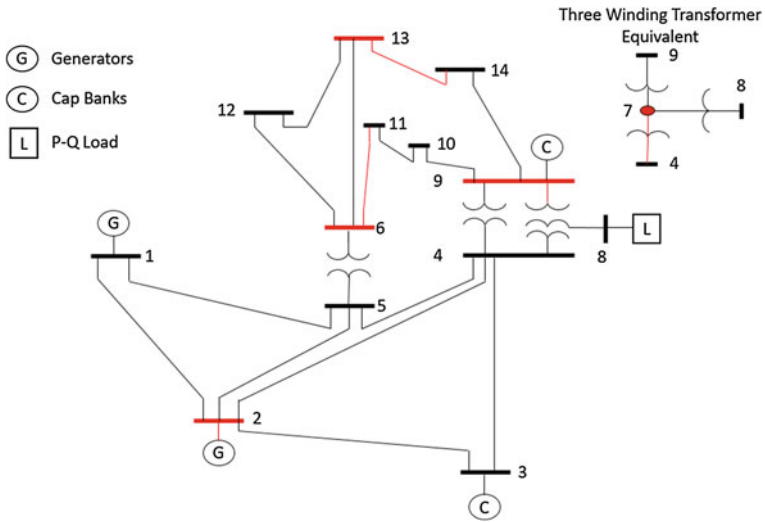 Three Winding Transformer
Equivalent
G Generators
C Cap Banks
L P-Q Load
13
14
12
11
10
9
C
6
4
8
L
9
7
8
4
G
1
5
2
G
3
C